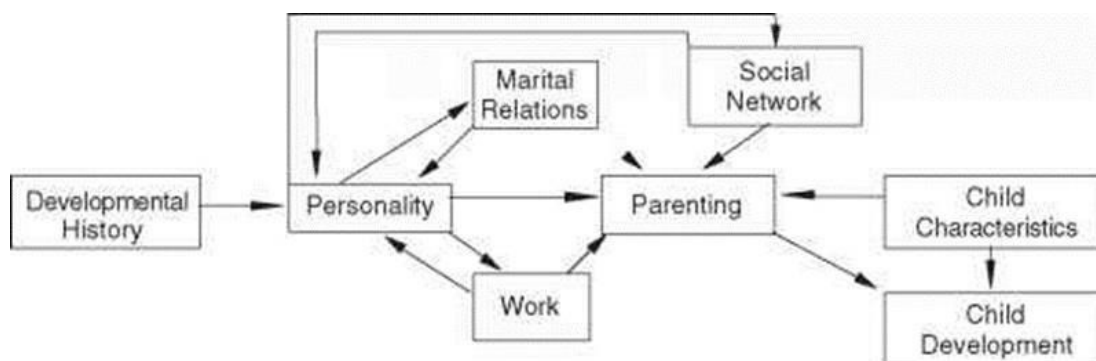 Marital
Relations
Social
Network
Developmental
History
Personality
Parenting
Child
Characteristics
Work
Child
Development